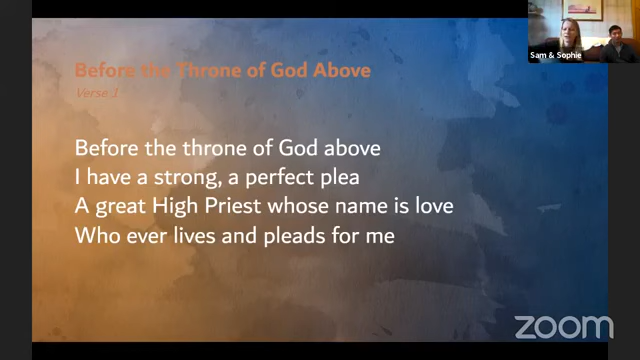 Sam & Sophie
Before the Throne of God Above
Verse 1
Before the throne of God above
I have a strong, a perfect plea
A great High Priest whose name is love
Who ever lives and pleads for me
zoom